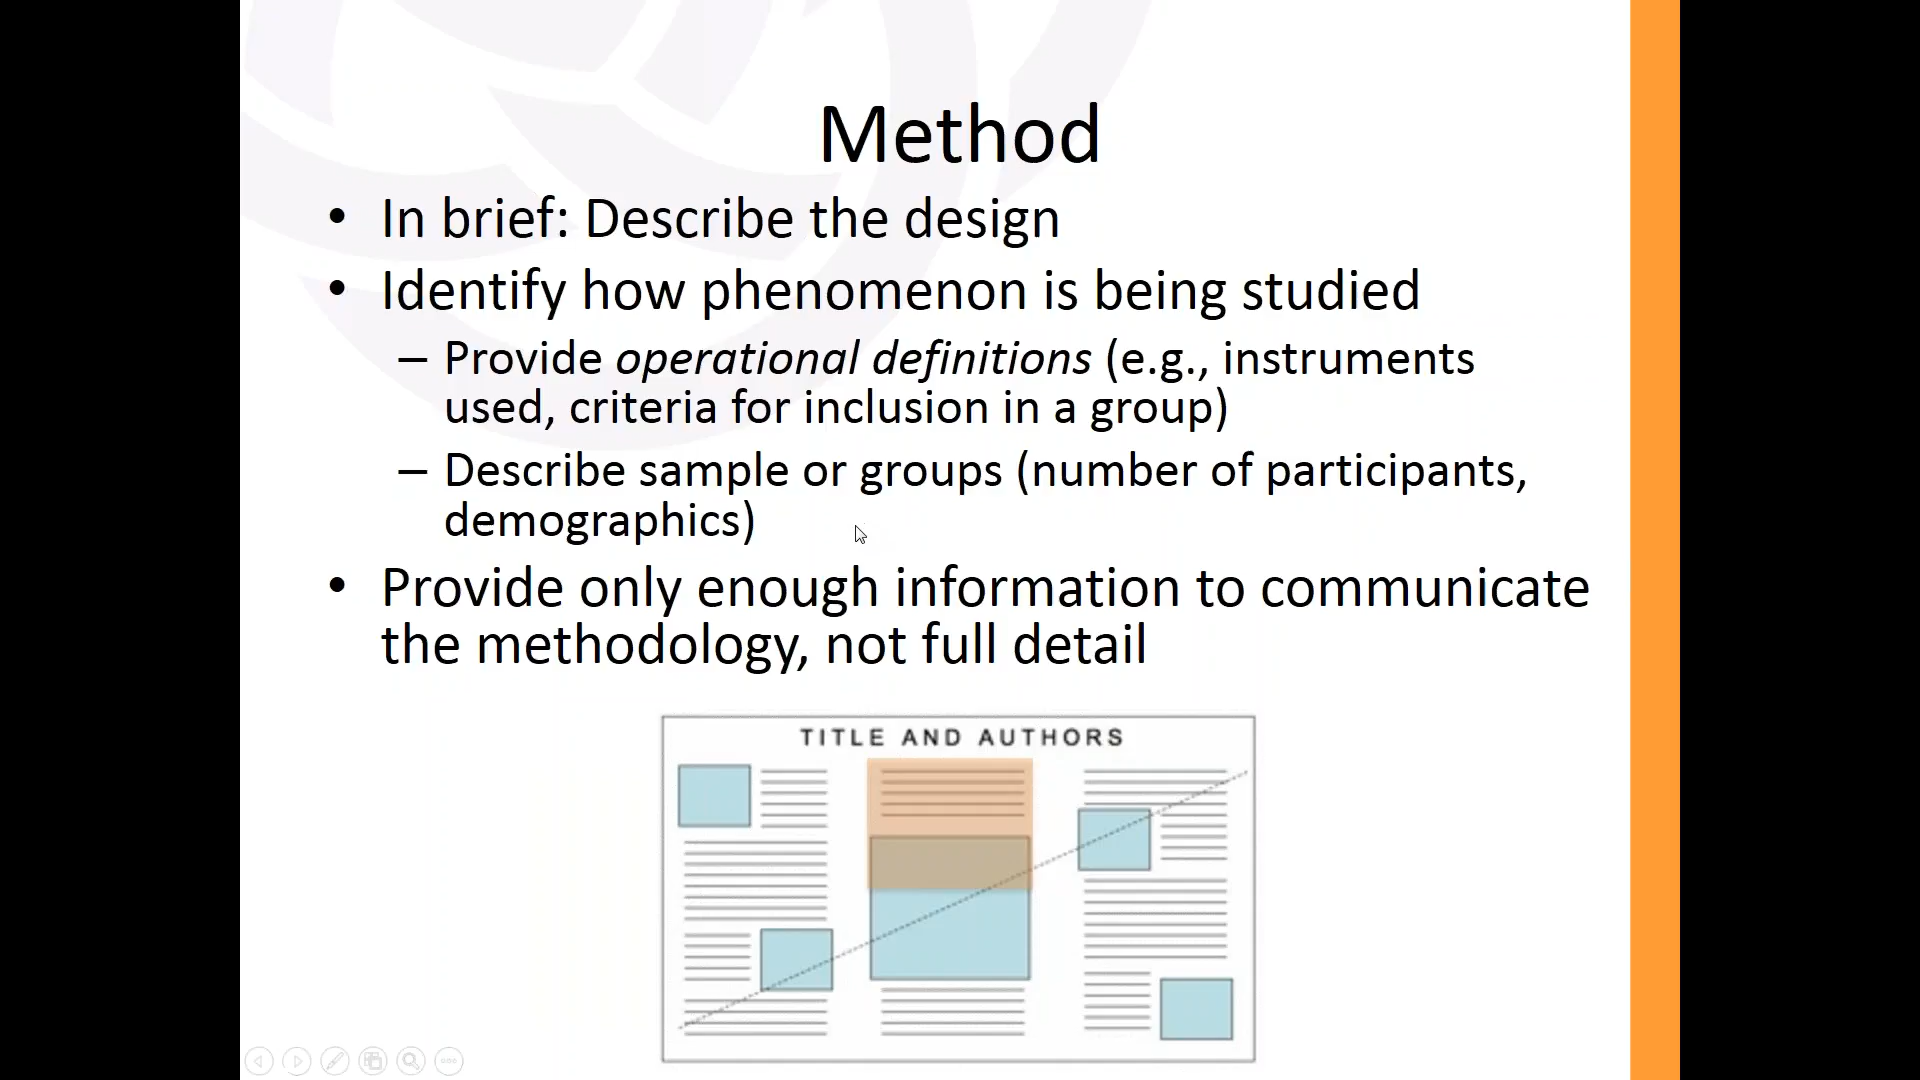 Method
• In brief: Describe the design
• Identify how phenomenon is being studied
– Provide operational definitions (e.g., instruments
used, criteria for inclusion in a group)
– Describe sample or groups (number of participants,
demographics)
• Provide only enough information to communicate
the methodology, not full detail
TITLE AND AUTHORS